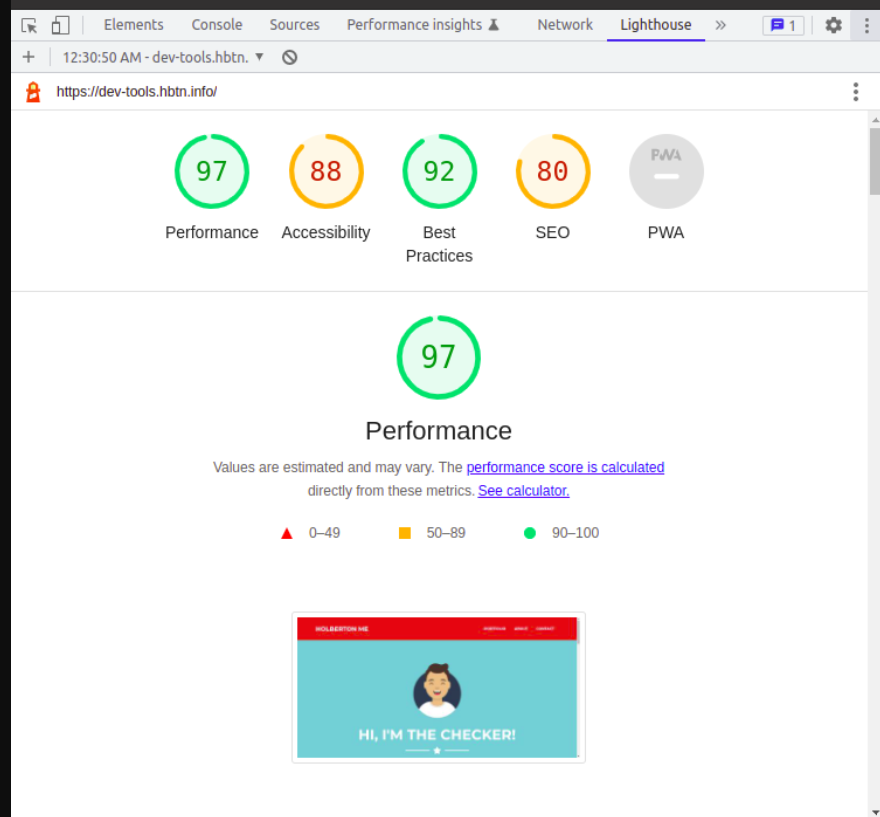 Elements Console Sources Performance insights Network Lighthouse » 1
12:30:50 AM - dev-tools.hbtn.
https://dev-tools.hbtn.info/
97 88 92 80 PWA
Performance Accessibility Best Practices SEO PWA
97
Performance
Values are estimated and may vary. The performance score is calculated
directly from these metrics. See calculator.
0–49 50–89 90–100
HOLBERTON ME PORTFOLIO ABOUT CONTACT
HI, I'M THE CHECKER!